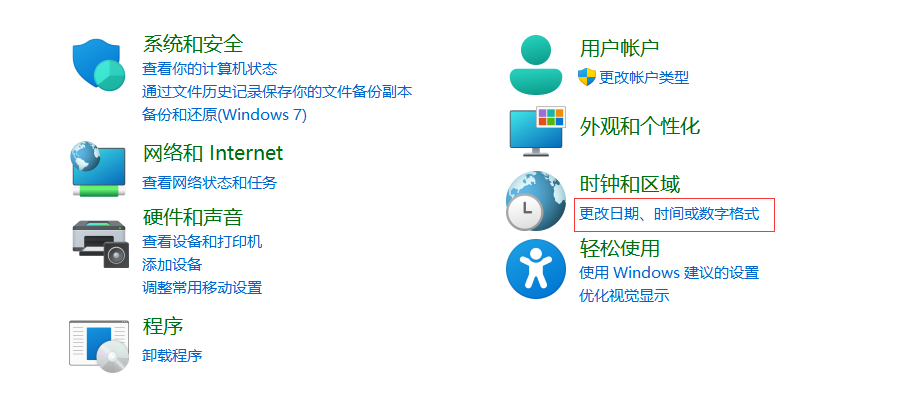 系统和安全
查看你的计算机状态
通过文件历史记录保存你的文件备份副本
备份和还原(Windows 7)
网络和 Internet
查看网络状态和任务
硬件和声音
查看设备和打印机
添加设备
调整常用移动设置
程序
卸载程序
用户帐户
更改帐户类型
外观和个性化
时钟和区域
更改日期、时间或数字格式
轻松使用
使用 Windows 建议的设置
优化视觉显示